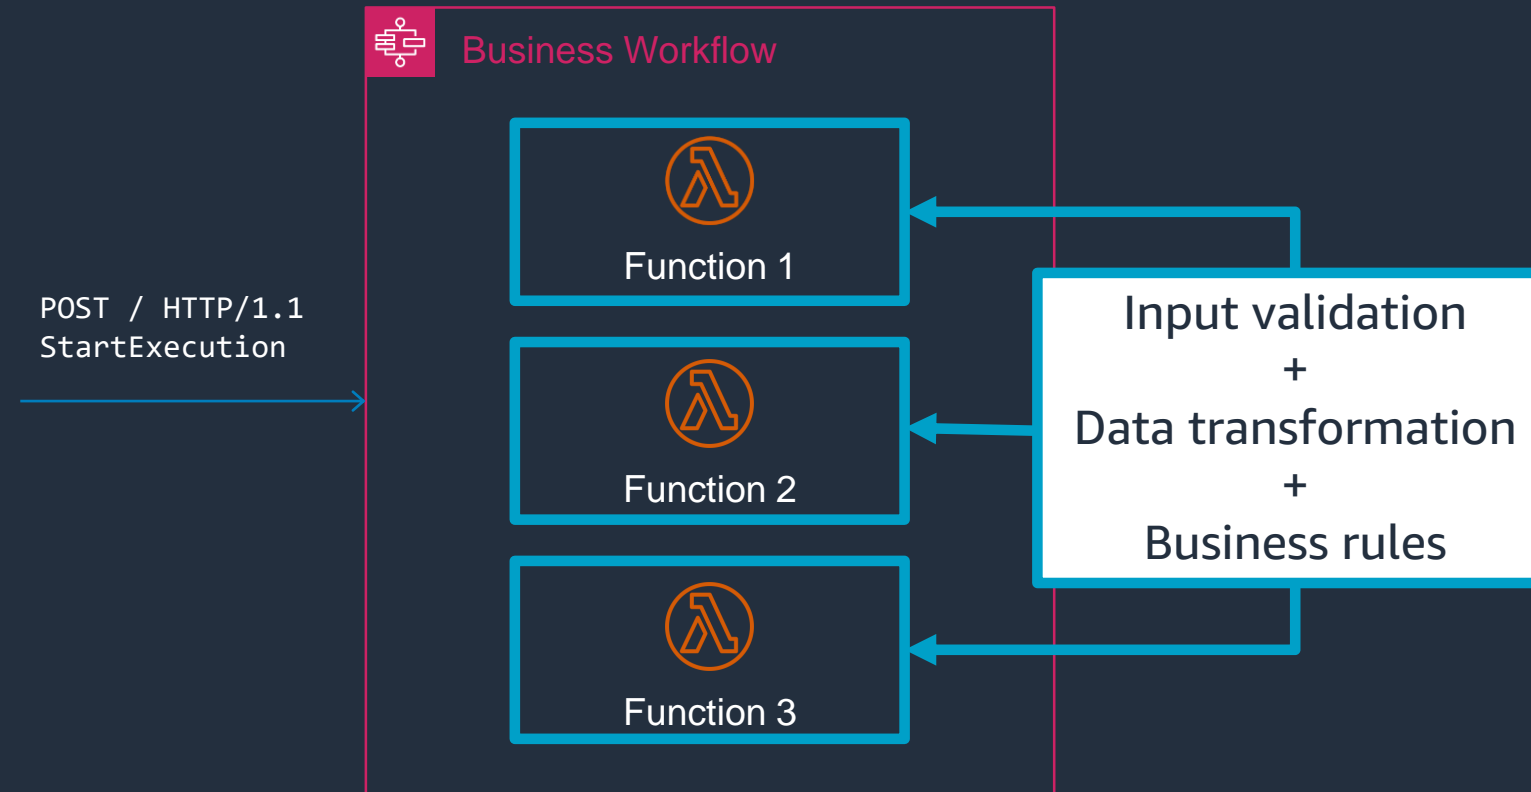 Business Workflow
Function 1
POST / HTTP/1.1
StartExecution
Function 2
Function 3
Input validation
+
Data transformation
+
Business rules